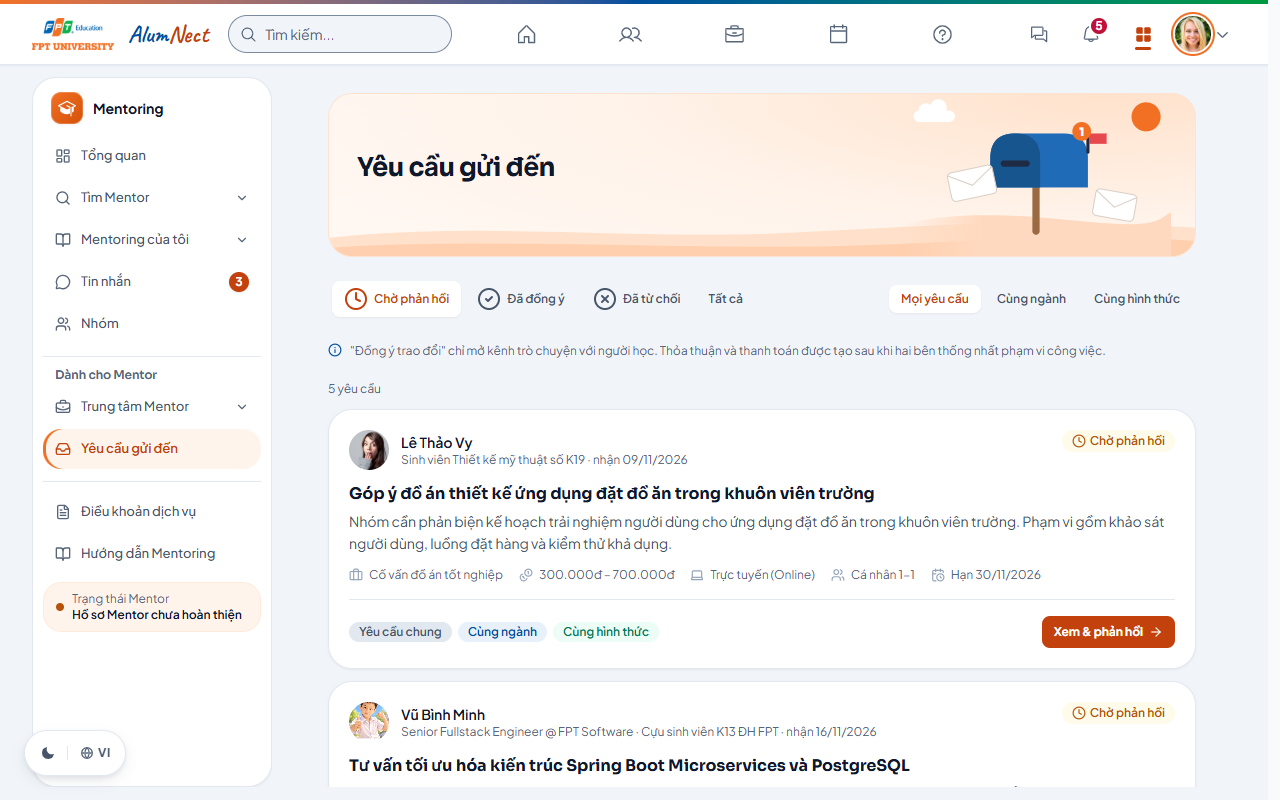 FPT Education
FPT UNIVERSITY
AlumNect
Tìm kiếm...
5
Mentoring
Tổng quan
Tìm Mentor
Mentoring của tôi
Tin nhắn
3
Nhóm
Dành cho Mentor
Trung tâm Mentor
Yêu cầu gửi đến
Điều khoản dịch vụ
Hướng dẫn Mentoring
Trạng thái Mentor
Hồ sơ Mentor chưa hoàn thiện
VI
Yêu cầu gửi đến
1
Chờ phản hồi
Đã đồng ý
Đã từ chối
Tất cả
Mọi yêu cầu
Cùng ngành
Cùng hình thức
"Đồng ý trao đổi" chỉ mở kênh trò chuyện với người học. Thỏa thuận và thanh toán được tạo sau khi hai bên thống nhất phạm vi công việc.
5 yêu cầu
Lê Thảo Vy
Sinh viên Thiết kế mỹ thuật số K19 · nhận 09/11/2026
Chờ phản hồi
Góp ý đồ án thiết kế ứng dụng đặt đồ ăn trong khuôn viên trường
Nhóm cần phản biện kế hoạch trải nghiệm người dùng cho ứng dụng đặt đồ ăn trong khuôn viên trường. Phạm vi gồm khảo sát
người dùng, luồng đặt hàng và kiểm thử khả dụng.
Cố vấn đồ án tốt nghiệp
300.000đ – 700.000đ
Trực tuyến (Online)
Cá nhân 1–1
Hạn 30/11/2026
Yêu cầu chung
Cùng ngành
Cùng hình thức
Xem & phản hồi
Vũ Bình Minh
Senior Fullstack Engineer @ FPT Software · Cựu sinh viên K13 ĐH FPT · nhận 16/11/2026
Chờ phản hồi
Tư vấn tối ưu hóa kiến trúc Spring Boot Microservices và PostgreSQL